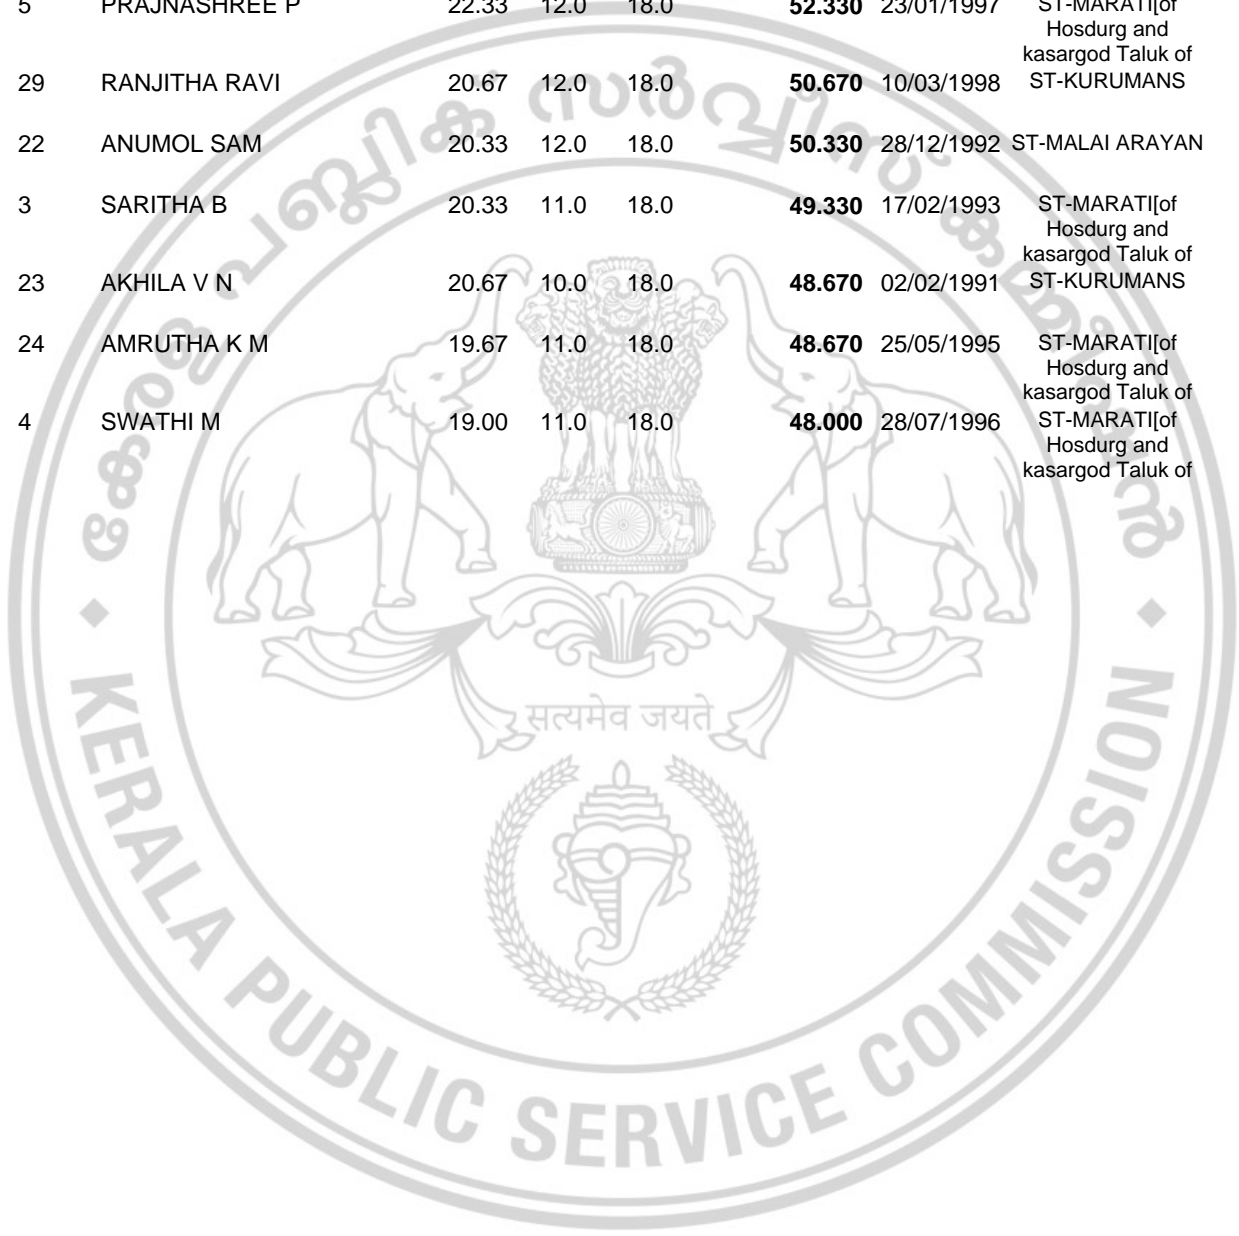 5 PRAJNASHREE P 22.33 12.0 18.0 52.330 23/01/1997 ST-MARATI[of
Hosdurg and
kasargod Taluk of
29 RANJITHA RAVI 20.67 12.0 18.0 50.670 10/03/1998 ST-KURUMANS
22 ANUMOL SAM 20.33 12.0 18.0 50.330 28/12/1992 ST-MALAI ARAYAN
3 SARITHA B 20.33 11.0 18.0 49.330 17/02/1993 ST-MARATI[of
Hosdurg and
kasargod Taluk of
23 AKHILA V N 20.67 10.0 18.0 48.670 02/02/1991 ST-KURUMANS
24 AMRUTHA K M 19.67 11.0 18.0 48.670 25/05/1995 ST-MARATI[of
Hosdurg and
kasargod Taluk of
4 SWATHI M 19.00 11.0 18.0 48.000 28/07/1996 ST-MARATI[of
Hosdurg and
kasargod Taluk of
കേരള പബ്ലിക് സർവ്വീസ് കമ്മീഷൻ
सत्यमेव जयते
KERALA PUBLIC SERVICE COMMISSION